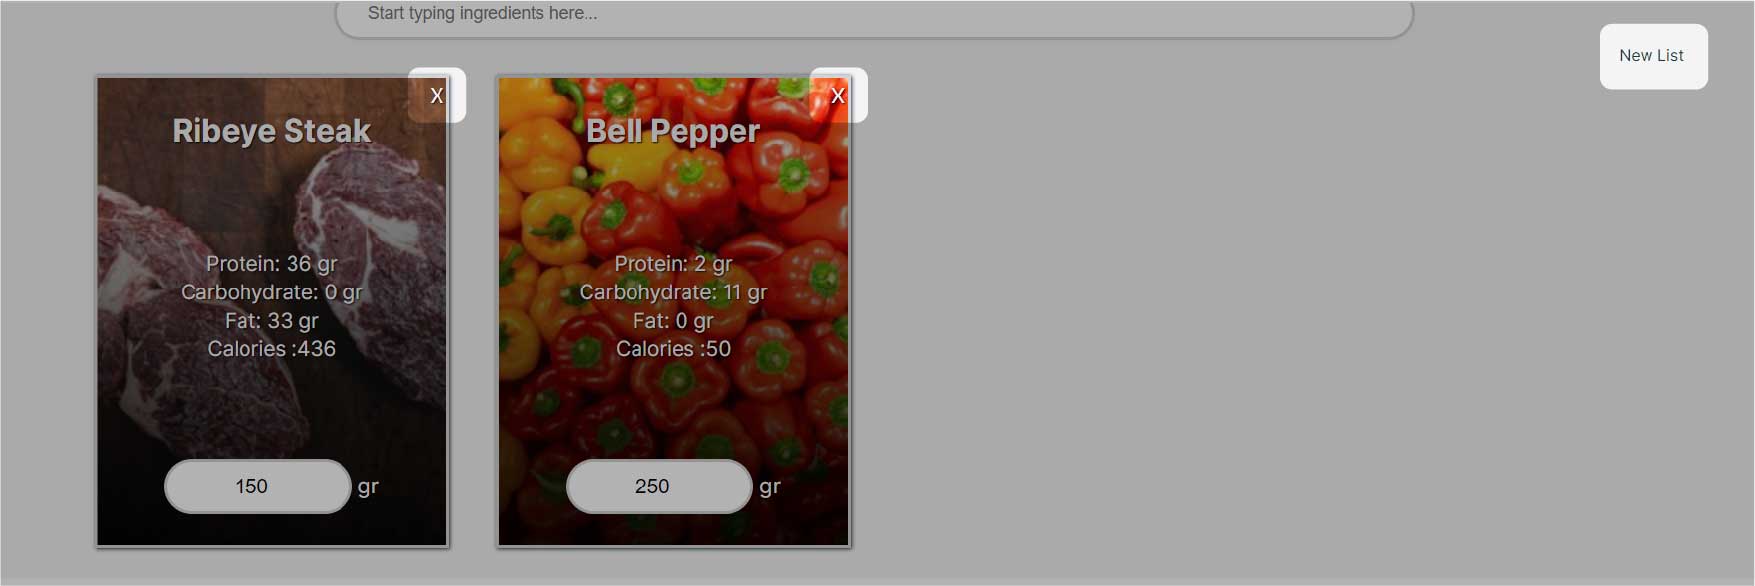 Start typing ingredients here...
New List
X
Ribeye Steak
Protein: 36 gr
Carbohydrate: 0 gr
Fat: 33 gr
Calories :436
150 gr
X
Bell Pepper
Protein: 2 gr
Carbohydrate: 11 gr
Fat: 0 gr
Calories :50
250 gr